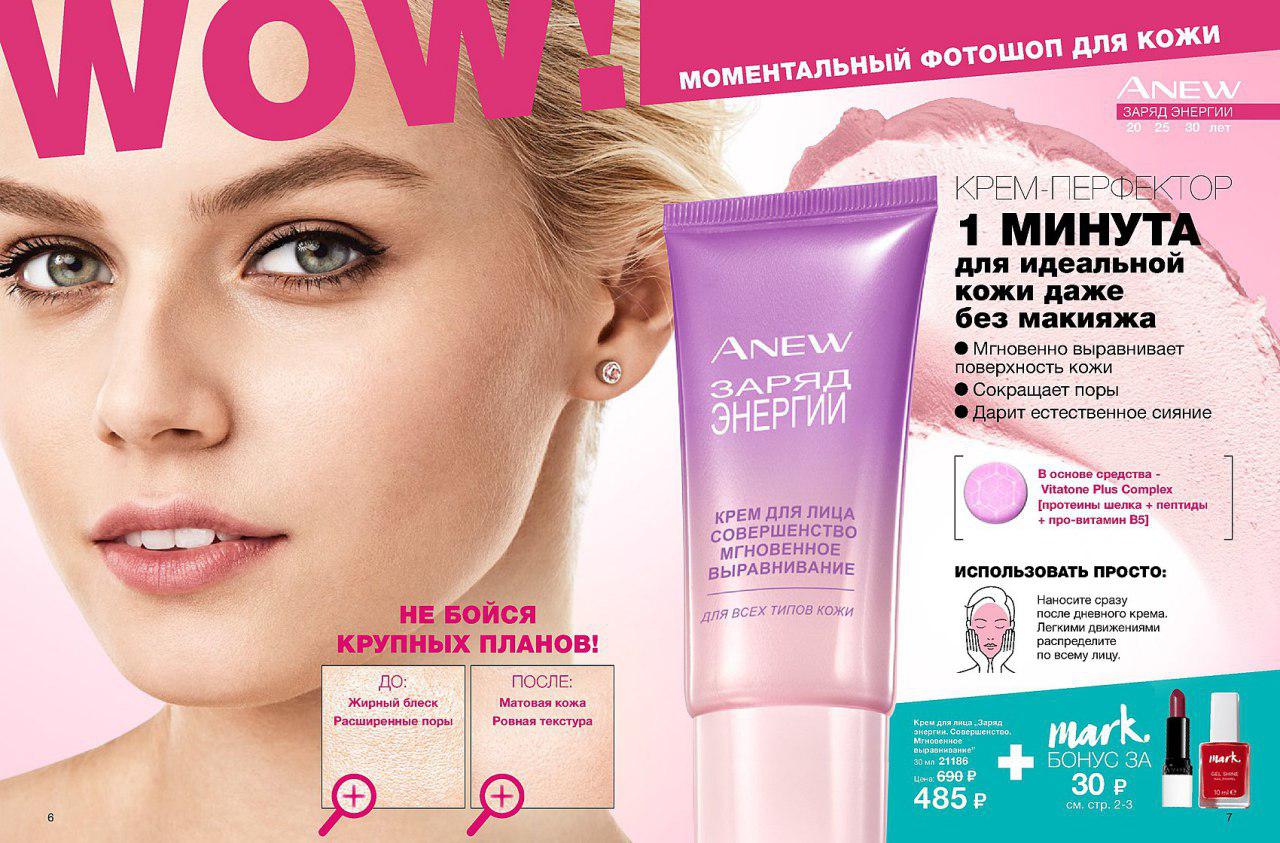 WOW!
НЕ БОЙСЯ
КРУПНЫХ ПЛАНОВ!
ДО:
Жирный блеск
Расширенные поры
ПОСЛЕ:
Матовая кожа
Ровная текстура
6
МОМЕНТАЛЬНЫЙ ФОТОШОП ДЛЯ КОЖИ
ANEW
ЗАРЯД ЭНЕРГИИ
20 25 30 лет
КРЕМ-ПЕРФЕКТОР
1 МИНУТА
для идеальной
кожи даже
без макияжа
● Мгновенно выравнивает
поверхность кожи
● Сокращает поры
● Дарит естественное сияние
В основе средства -
Vitatone Plus Complex
[протеины шелка + пептиды
+ про-витамин B5]
ИСПОЛЬЗОВАТЬ ПРОСТО:
Наносите сразу
после дневного крема.
Легкими движениями
распределите
по всему лицу.
ANEW
ЗАРЯД
ЭНЕРГИИ
КРЕМ ДЛЯ ЛИЦА
СОВЕРШЕНСТВО
МГНОВЕННОЕ
ВЫРАВНИВАНИЕ
ДЛЯ ВСЕХ ТИПОВ КОЖИ
Крем для лица „Заряд
энергии. Совершенство.
Мгновенное
выравнивание"
30 мл 21186
Цена: 690 ₽
485 ₽
+
mark.
БОНУС ЗА
30 ₽
см. стр. 2-3
mark.
GEL SHINE
NAIL ENAMEL
10 ml e
7